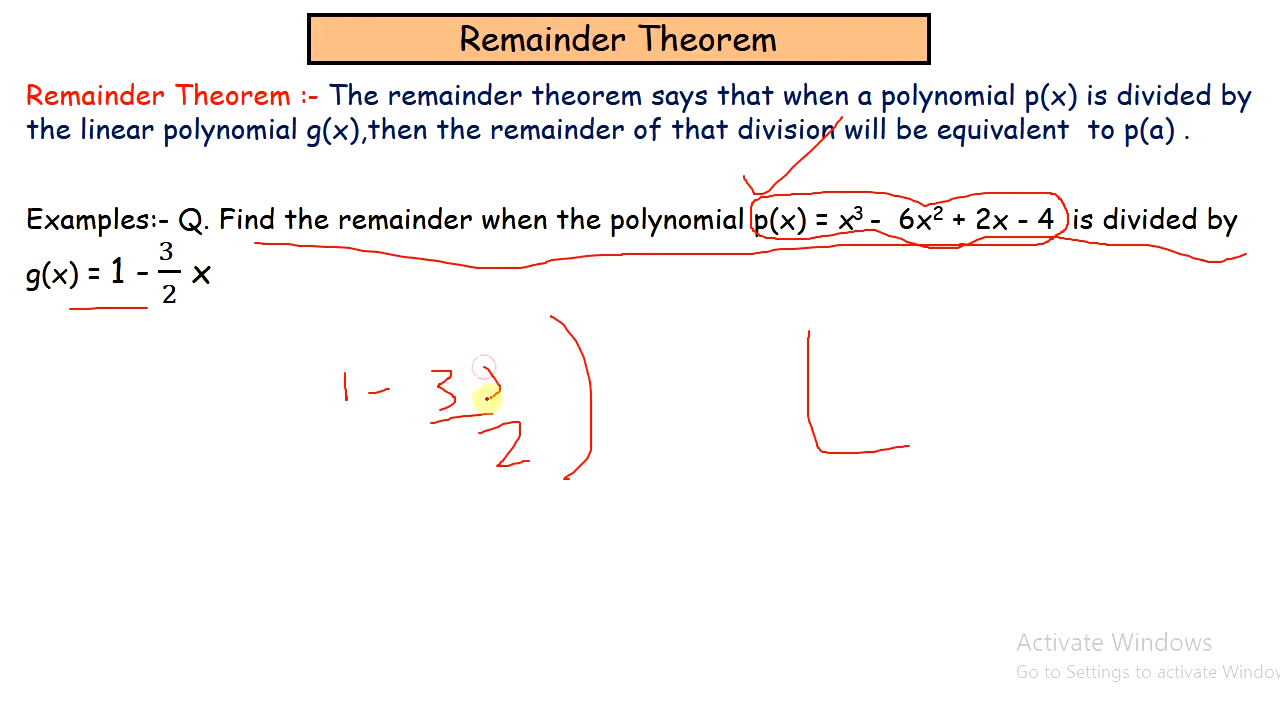 Remainder Theorem
Remainder Theorem :- The remainder theorem says that when a polynomial p(x) is divided by
the linear polynomial g(x),then the remainder of that division will be equivalent to p(a) .
Examples:- Q. Find the remainder when the polynomial p(x) = x³ - 6x² + 2x - 4 is divided by
g(x) = 1 - 3/2 x
1 - 3 / 2
Activate Windows
Go to Settings to activate Windo